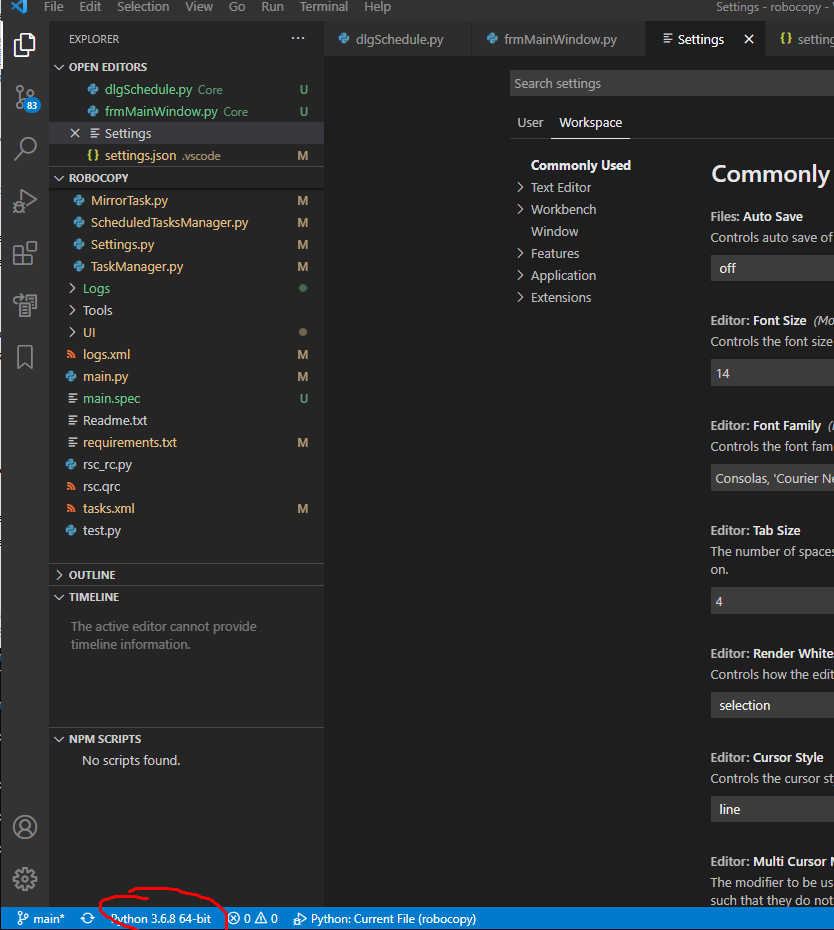 File Edit Selection View Go Run Terminal Help
Settings - robocopy -
EXPLORER
dlgSchedule.py
frmMainWindow.py
Settings
OPEN EDITORS
dlgSchedule.py Core U
frmMainWindow.py Core U
Settings
settings.json .vscode M
83
ROBOCOPY
MirrorTask.py M
ScheduledTasksManager.py M
Settings.py M
TaskManager.py M
Logs
Tools
UI
logs.xml M
main.py M
main.spec U
Readme.txt
requirements.txt M
rsc_rc.py
rsc.qrc
tasks.xml M
test.py
OUTLINE
TIMELINE
The active editor cannot provide
timeline information.
NPM SCRIPTS
No scripts found.
Search settings
User Workspace
Commonly Used
Text Editor
Workbench
Window
Features
Application
Extensions
Commonly
Files: Auto Save
Controls auto save of
off
Editor: Font Size (Mo
Controls the font size
14
Editor: Font Family
Controls the font fam
Consolas, 'Courier Ne
Editor: Tab Size
The number of spaces
on.
4
Editor: Render White
Controls how the edit
selection
Editor: Cursor Style
Controls the cursor st
line
Editor: Multi Cursor M
The modifier to be us
such that they do not
main* Python 3.6.8 64-bit 0 0 Python: Current File (robocopy)